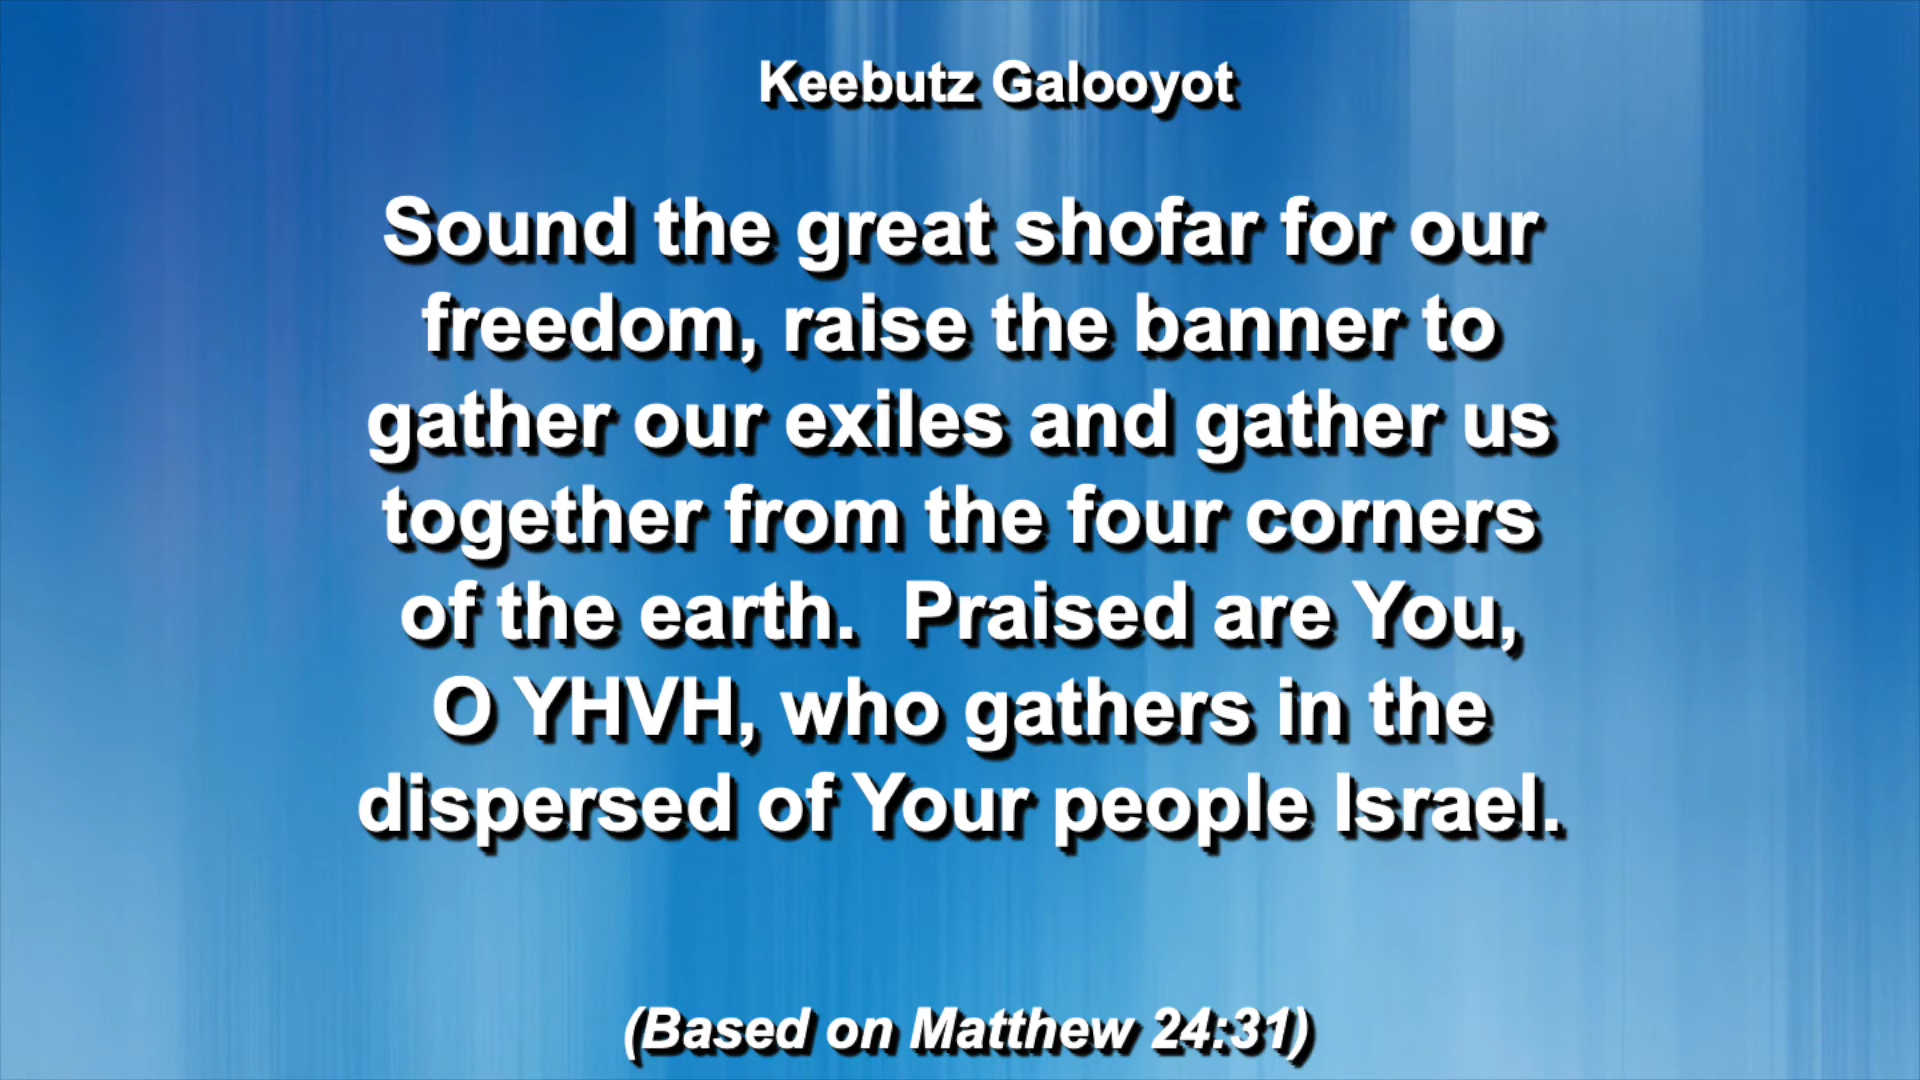 Keebutz Galooyot
Sound the great shofar for our
freedom, raise the banner to
gather our exiles and gather us
together from the four corners
of the earth.  Praised are You,
O YHVH, who gathers in the
dispersed of Your people Israel.
(Based on Matthew 24:31)